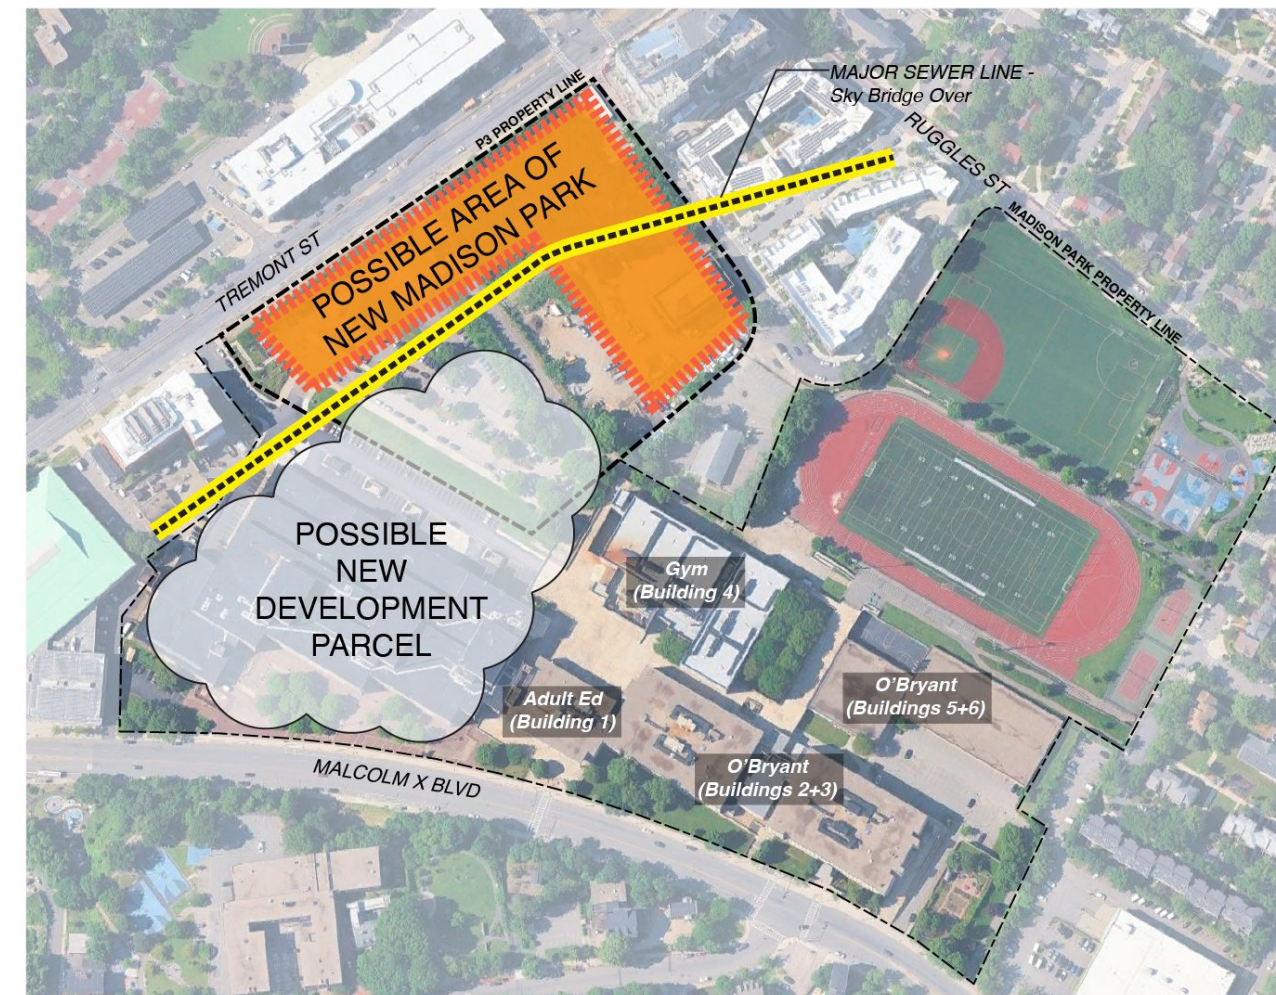 MAJOR SEWER LINE -
Sky Bridge Over
P3 PROPERTY LINE
RUGGLES ST
POSSIBLE AREA OF
NEW MADISON PARK
TREMONT ST
MADISON PARK PROPERTY LINE
POSSIBLE
NEW
DEVELOPMENT
PARCEL
Gym
(Building 4)
Adult Ed
(Building 1)
O'Bryant
(Buildings 5+6)
O'Bryant
(Buildings 2+3)
MALCOLM X BLVD